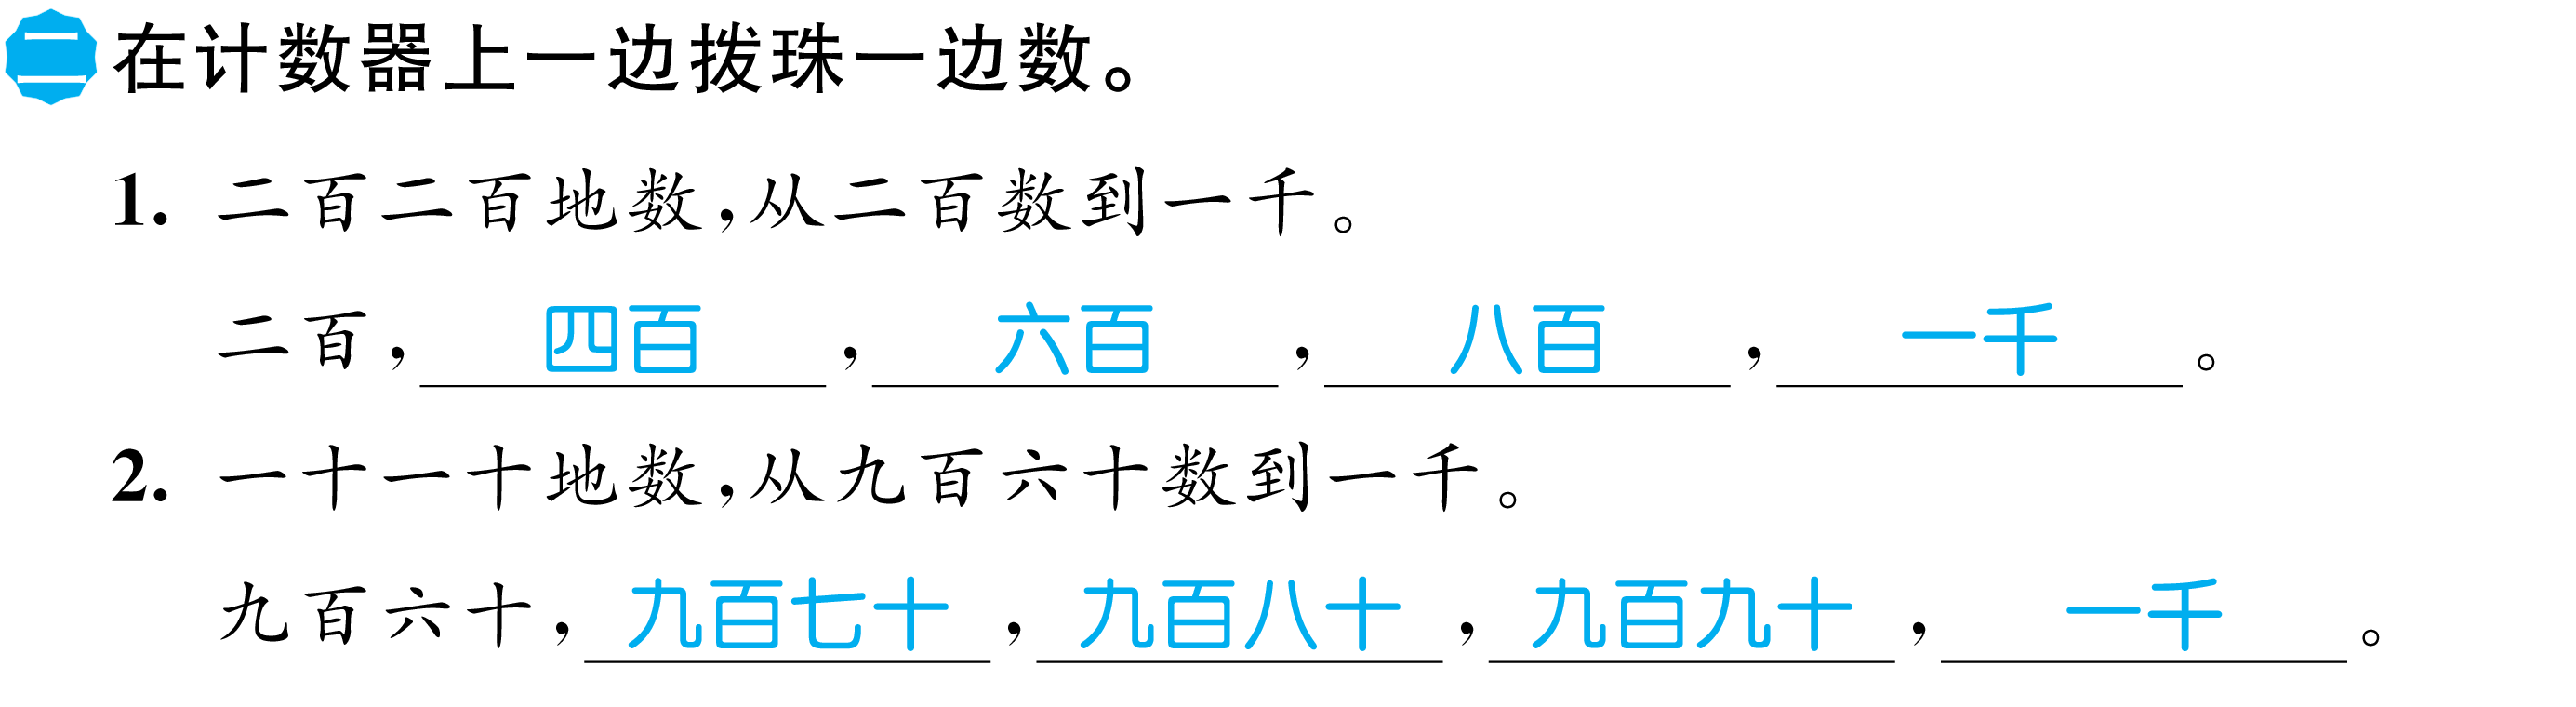 二 在计数器上一边拨珠一边数。
1. 二百二百地数,从二百数到一千。
二百, 四百 , 六百 , 八百 , 一千 。
2. 一十一十地数,从九百六十数到一千。
九百六十, 九百七十 , 九百八十 , 九百九十 , 一千 。